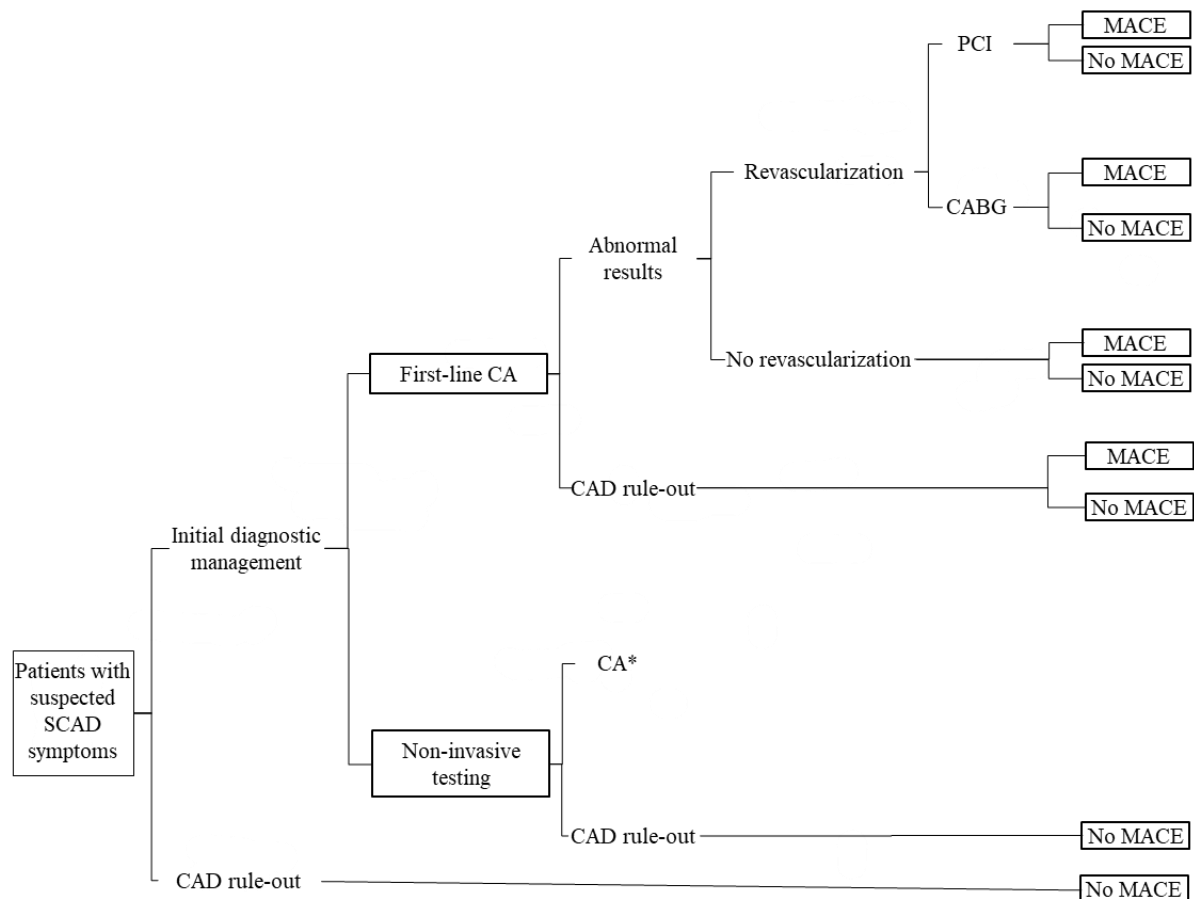 MACE
PCI
No MACE
MACE
Revascularization
CABG
No MACE
Abnormal
results
MACE
No revascularization
No MACE
First-line CA
MACE
CAD rule-out
No MACE
Initial diagnostic
management
CA*
Patients with
suspected
SCAD
symptoms
Non-invasive
testing
CAD rule-out
No MACE
CAD rule-out
No MACE